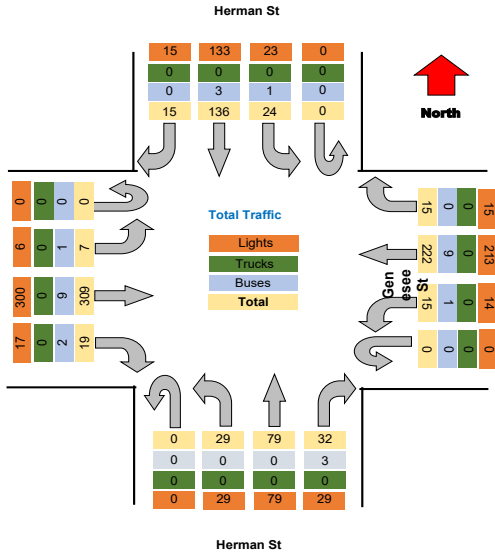 Herman St
15 133 23 0
0 0 0 0
0 3 1 0
15 136 24 0
North
0 0 0 0
6 0 1 7
300 0 9 309
17 0 2 19
Total Traffic
Lights
Trucks
Buses
Total
15 0 0 15
222 9 0 213
Gen
esee
St
15 1 0 14
0 0 0 0
0 29 79 32
0 0 0 3
0 0 0 0
0 29 79 29
Herman St